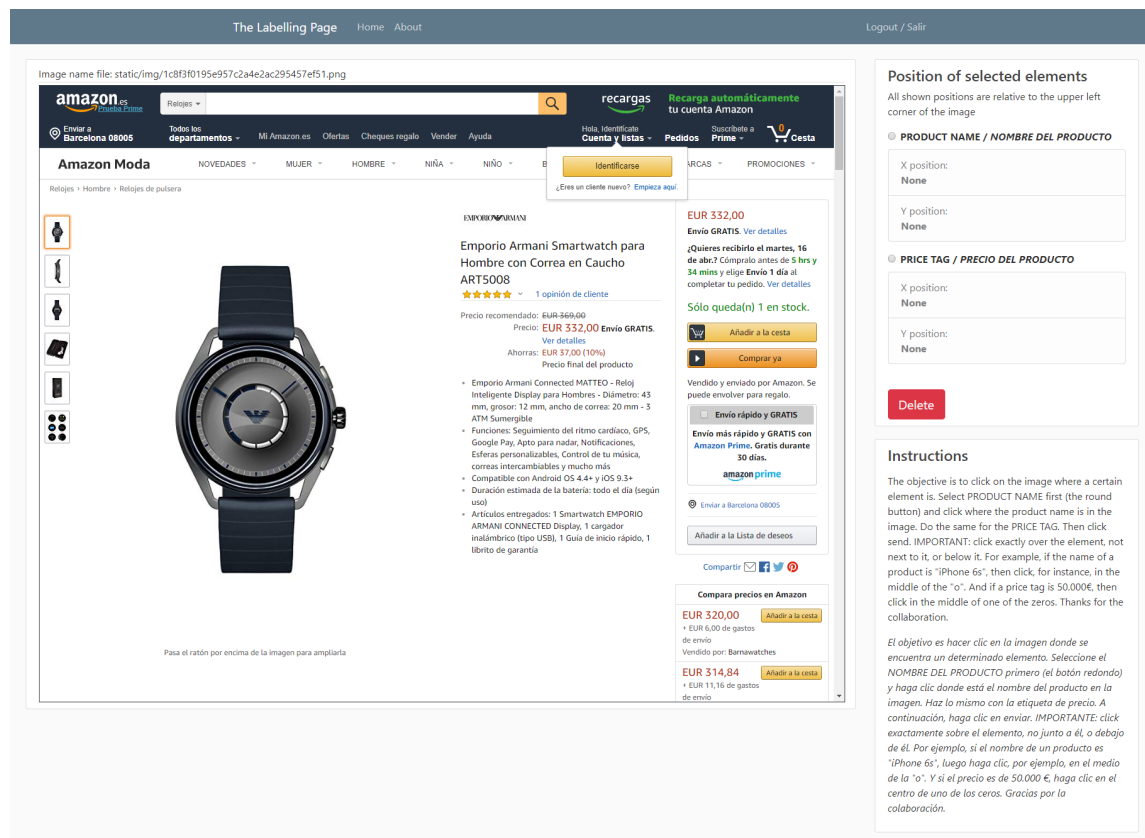 The Labelling Page Home About Logout / Salir
Image name file: static/img/1c8f3f0195e957c2a4e2ac295457ef51.png
amazon.es
Prueba Prime
Relojes
recargas
Recarga automáticamente
tu cuenta Amazon
Enviar a
Barcelona 08005
Todos los
departamentos
Mi Amazon.es Ofertas Cheques regalo Vender Ayuda
Hola, Identifícate
Cuenta y listas
Pedidos
Suscríbete a
Prime
0
Cesta
Amazon Moda NOVEDADES MUJER HOMBRE NIÑA NIÑO B ARCAS PROMOCIONES
Identificarse
¿Eres un cliente nuevo? Empieza aquí
Relojes › Hombre › Relojes de pulsera
EMPORIO ARMANI
Emporio Armani Smartwatch para
Hombre con Correa en Caucho
ART5008
1 opinión de cliente
Precio recomendado: EUR 369,00
Precio: EUR 332,00 Envío GRATIS.
Ver detalles
Ahorras: EUR 37,00 (10%)
Precio final del producto
Emporio Armani Connected MATTEO - Reloj
Inteligente Display para Hombres - Diámetro: 43
mm, grosor: 12 mm, ancho de correa: 20 mm - 3
ATM Sumergible
Funciones: Seguimiento del ritmo cardíaco, GPS,
Google Pay, Apto para nadar, Notificaciones,
Esferas personalizables, Control de tu música,
correas intercambiables y mucho más
Compatible con Android OS 4.4+ y iOS 9.3+
Duración estimada de la batería: todo el día (según
uso)
Artículos entregados: 1 Smartwatch EMPORIO
ARMANI CONNECTED Display, 1 cargador
inalámbrico (tipo USB), 1 Guía de inicio rápido, 1
librito de garantía
Pasa el ratón por encima de la imagen para ampliarla
EUR 332,00
Envío GRATIS. Ver detalles
¿Quieres recibirlo el martes, 16
de abr.? Cómpralo antes de 5 hrs y
34 mins y elige Envío 1 día al
completar tu pedido. Ver detalles
Sólo queda(n) 1 en stock.
Añadir a la cesta
Comprar ya
Vendido y enviado por Amazon. Se
puede envolver para regalo.
Envío rápido y GRATIS
Envío más rápido y GRATIS con
Amazon Prime. Gratis durante
30 días.
amazon prime
Enviar a Barcelona 08005
Añadir a la Lista de deseos
Compartir
Compara precios en Amazon
EUR 320,00 Añadir a la cesta
+ EUR 6,00 de gastos
de envío
Vendido por: Barnawatches
EUR 314,84 Añadir a la cesta
+ EUR 11,16 de gastos
de envío
Position of selected elements
All shown positions are relative to the upper left
corner of the image
PRODUCT NAME / NOMBRE DEL PRODUCTO
X position:
None
Y position:
None
PRICE TAG / PRECIO DEL PRODUCTO
X position:
None
Y position:
None
Delete
Instructions
The objective is to click on the image where a certain
element is. Select PRODUCT NAME first (the round
button) and click where the product name is in the
image. Do the same for the PRICE TAG. Then click
send. IMPORTANT: click exactly over the element, not
next to it, or below it. For example, if the name of a
product is "iPhone 6s", then click, for instance, in the
middle of the "o". And if a price tag is 50.000€, then
click in the middle of one of the zeros. Thanks for the
collaboration.
El objetivo es hacer clic en la imagen donde se
encuentra un determinado elemento. Seleccione el
NOMBRE DEL PRODUCTO primero (el botón redondo)
y haga clic donde está el nombre del producto en la
imagen. Haz lo mismo con la etiqueta de precio. A
continuación, haga clic en enviar. IMPORTANTE: click
exactamente sobre el elemento, no junto a él, o debajo
de él. Por ejemplo, si el nombre de un producto es
"iPhone 6s", luego haga clic, por ejemplo, en el medio
de la "o". Y si el precio es de 50.000 €, haga clic en el
centro de uno de los ceros. Gracias por la
colaboración.